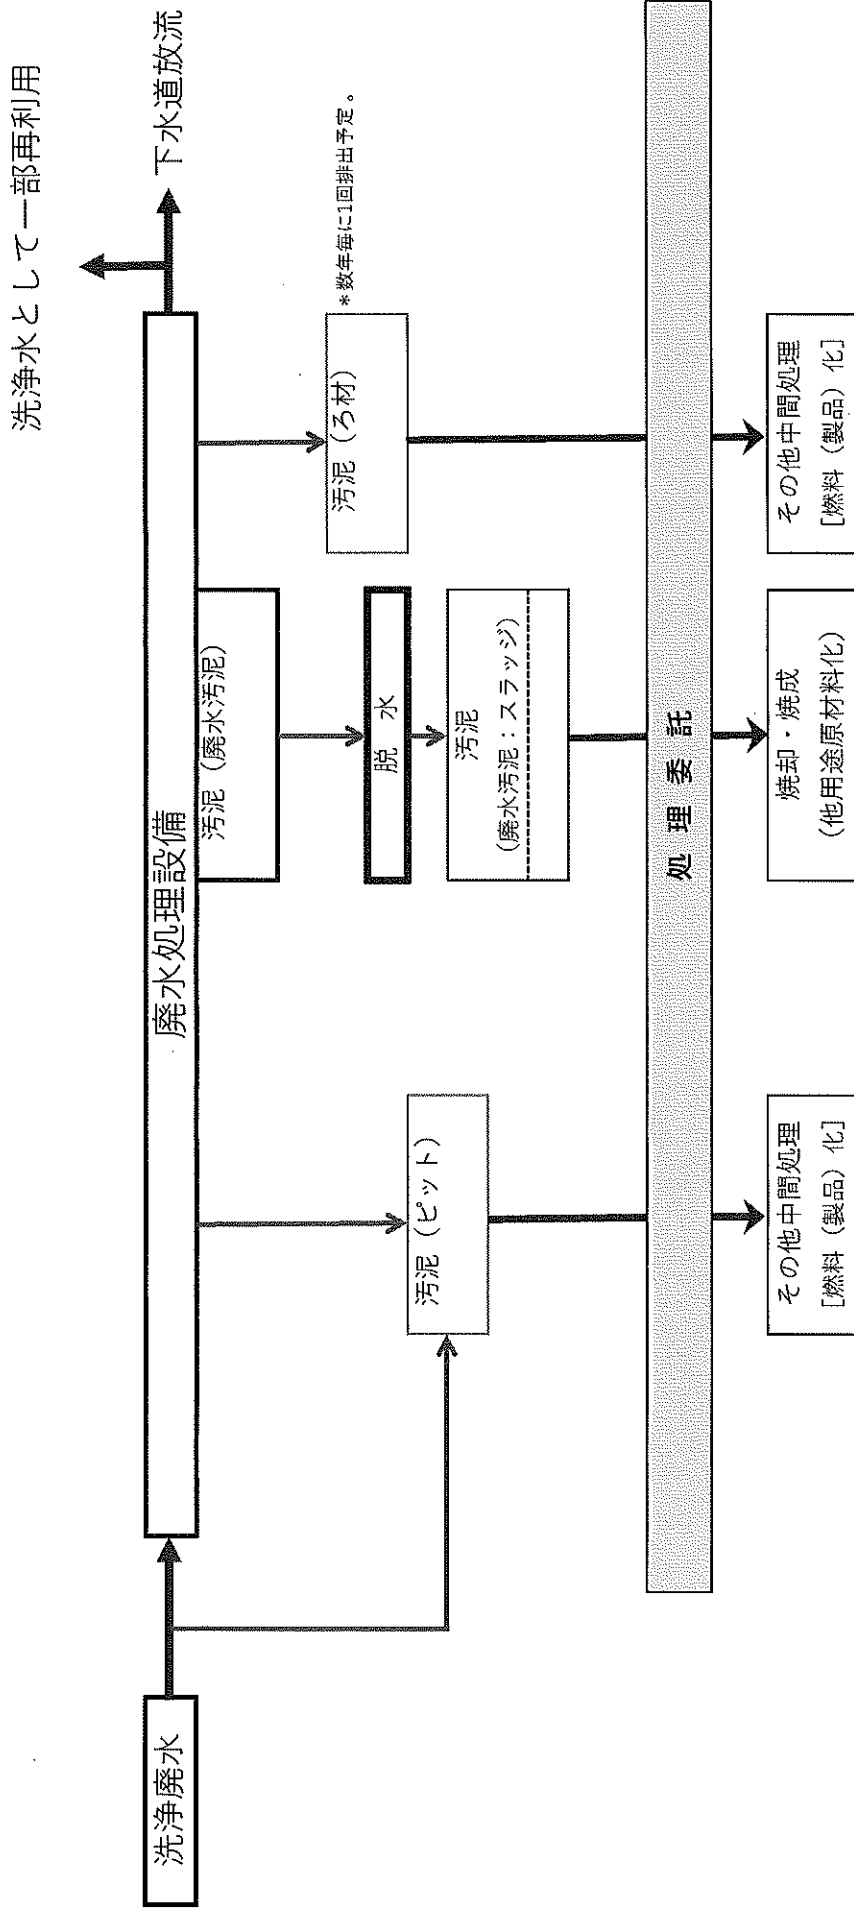 洗浄水として一部再利用
下水道放流
洗浄廃水
廃水処理設備
汚泥（廃水汚泥）
汚泥（ろ材）
*数年毎に1回排出予定。
脱 水
汚泥（ピット）
汚泥
(廃水汚泥：スラッジ)
処 理 委 託
その他中間処理
[燃料（製品）化]
焼却・焼成
(他用途原材料化)
その他中間処理
[燃料（製品）化]